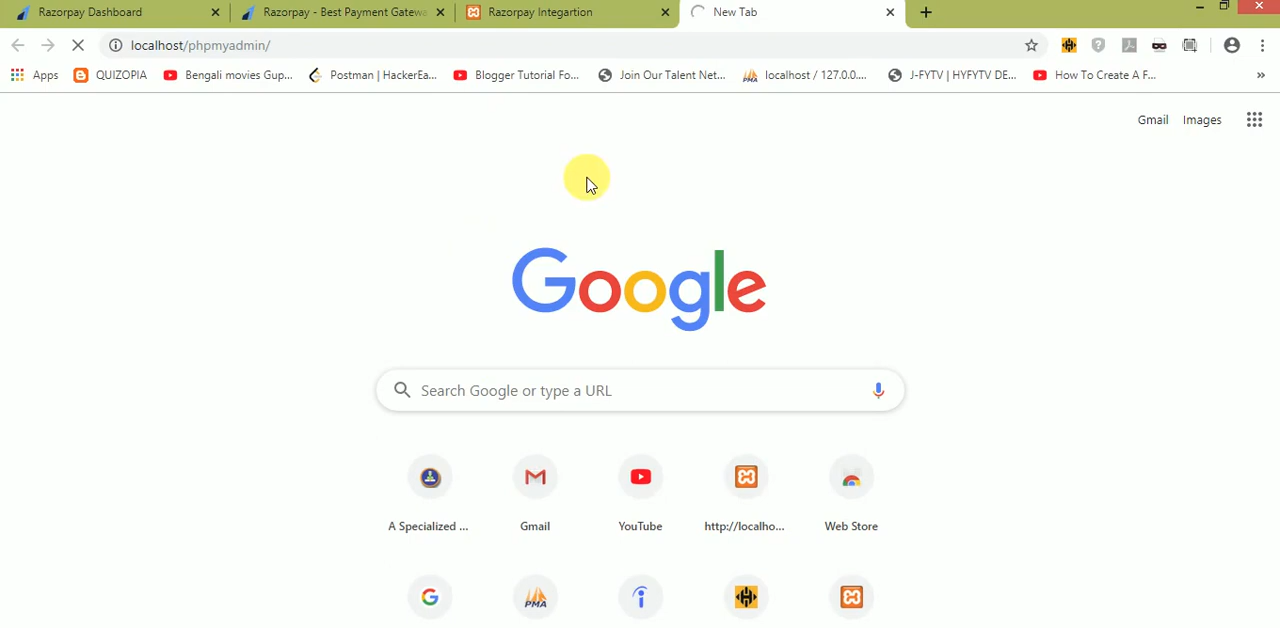 Razorpay Dashboard
Razorpay - Best Payment Gatewa
Razorpay Integartion
New Tab
localhost/phpmyadmin/
Apps
QUIZOPIA
Bengali movies Gup...
Postman | HackerEa...
Blogger Tutorial Fo...
Join Our Talent Net...
localhost / 127.0.0....
J-FYTV | HYFYTV DE...
How To Create A F...
»
Gmail
Images
Google
Search Google or type a URL
A Specialized ...
Gmail
YouTube
http://localho...
Web Store
PMA